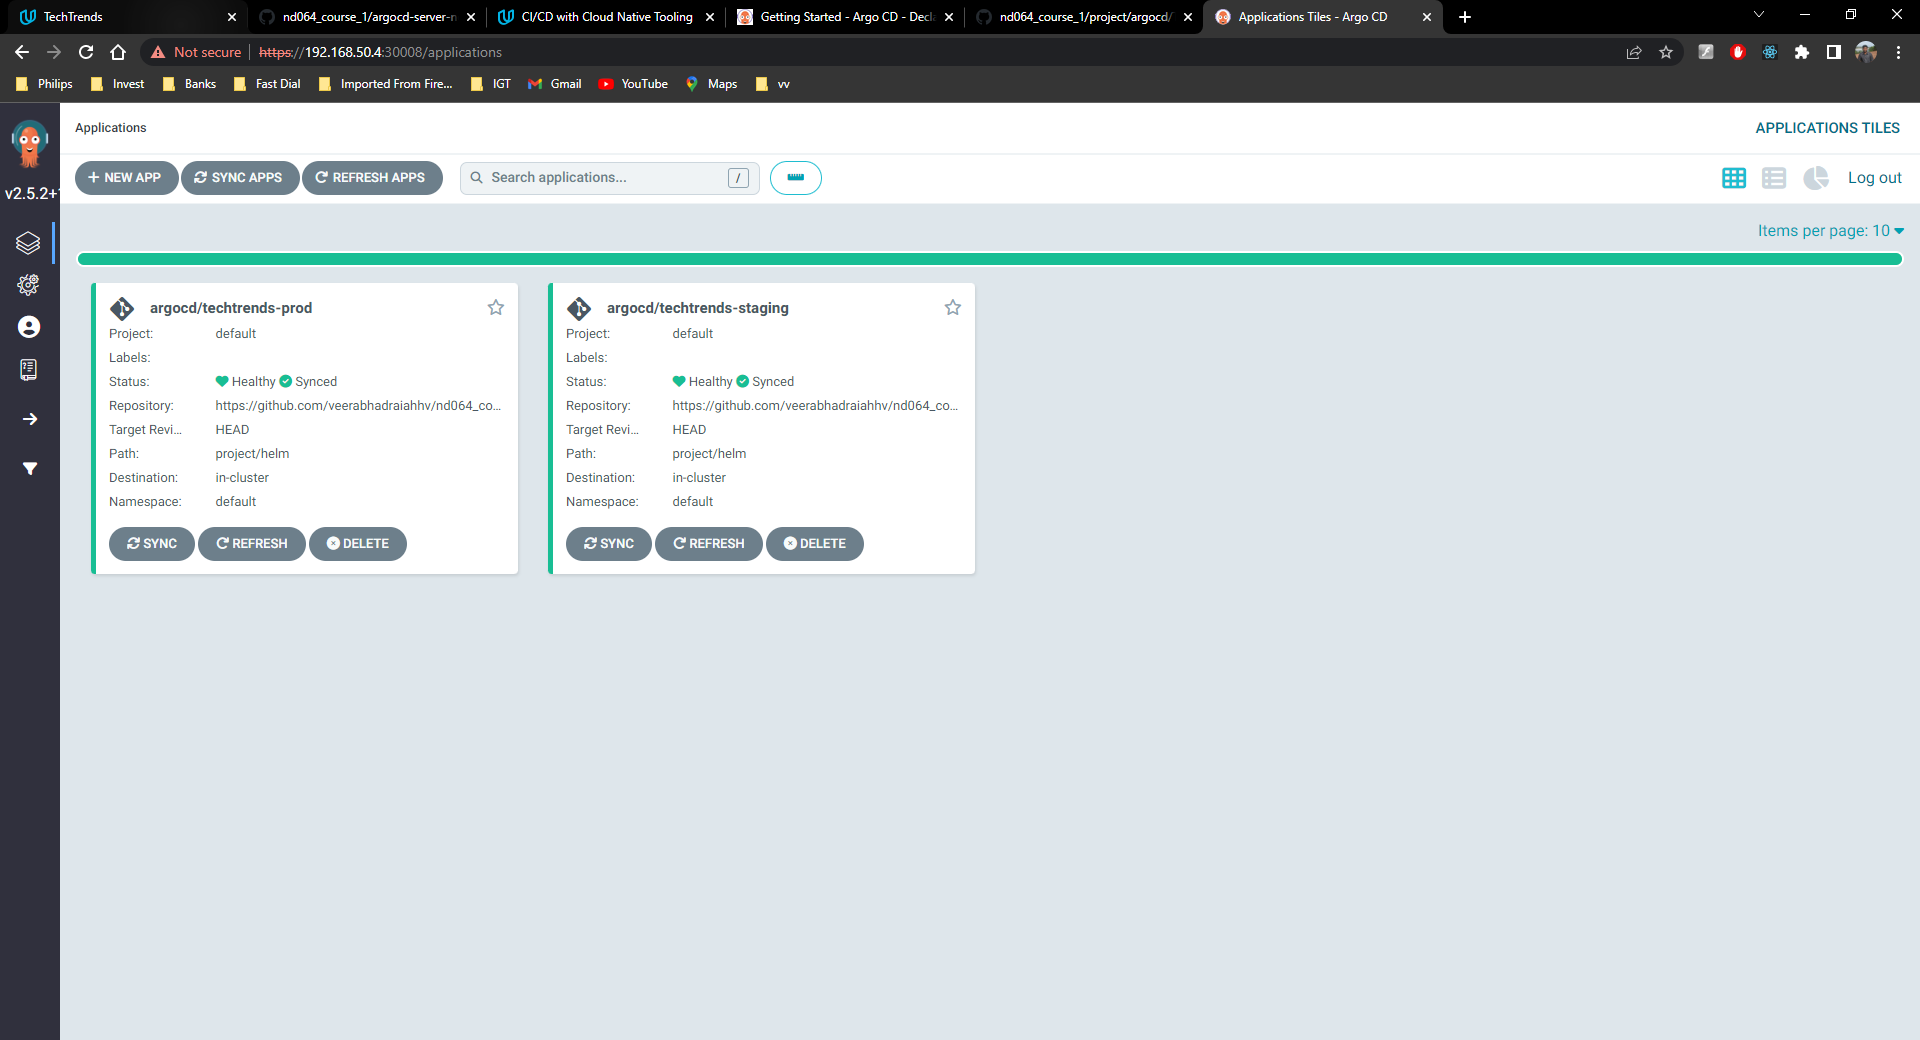 TechTrends
nd064_course_1/argocd-server-n
CI/CD with Cloud Native Tooling
Getting Started - Argo CD - Decla
nd064_course_1/project/argocd/
Applications Tiles - Argo CD
Not secure https://192.168.50.4:30008/applications
Philips Invest Banks Fast Dial Imported From Fire... IGT Gmail YouTube Maps vv
Applications
APPLICATIONS TILES
v2.5.2+
NEW APP SYNC APPS REFRESH APPS Search applications... / Log out
Items per page: 10
argocd/techtrends-prod
Project: default
Labels:
Status: Healthy Synced
Repository: https://github.com/veerabhadraiahhv/nd064_co...
Target Revi... HEAD
Path: project/helm
Destination: in-cluster
Namespace: default
SYNC REFRESH DELETE
argocd/techtrends-staging
Project: default
Labels:
Status: Healthy Synced
Repository: https://github.com/veerabhadraiahhv/nd064_co...
Target Revi... HEAD
Path: project/helm
Destination: in-cluster
Namespace: default
SYNC REFRESH DELETE